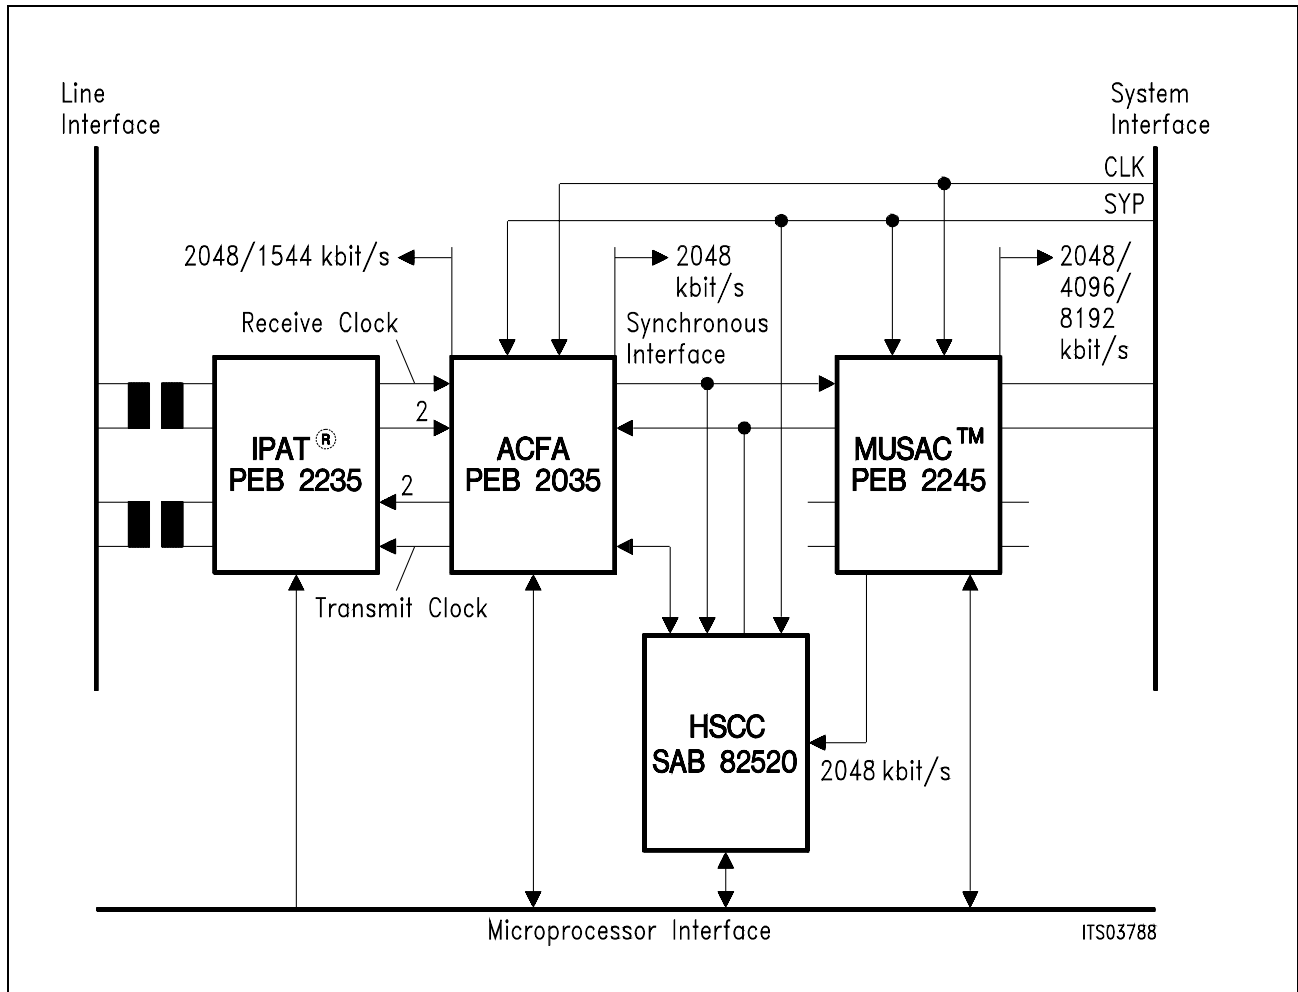 Line
Interface
System
Interface
CLK
SYP
2048/1544 kbit/s
2048
kbit/s
2048/
4096/
8192
kbit/s
Receive Clock
Synchronous
Interface
2
IPAT®
PEB 2235
ACFA
PEB 2035
MUSAC™
PEB 2245
2
Transmit Clock
HSCC
SAB 82520
2048 kbit/s
Microprocessor Interface
ITS03788